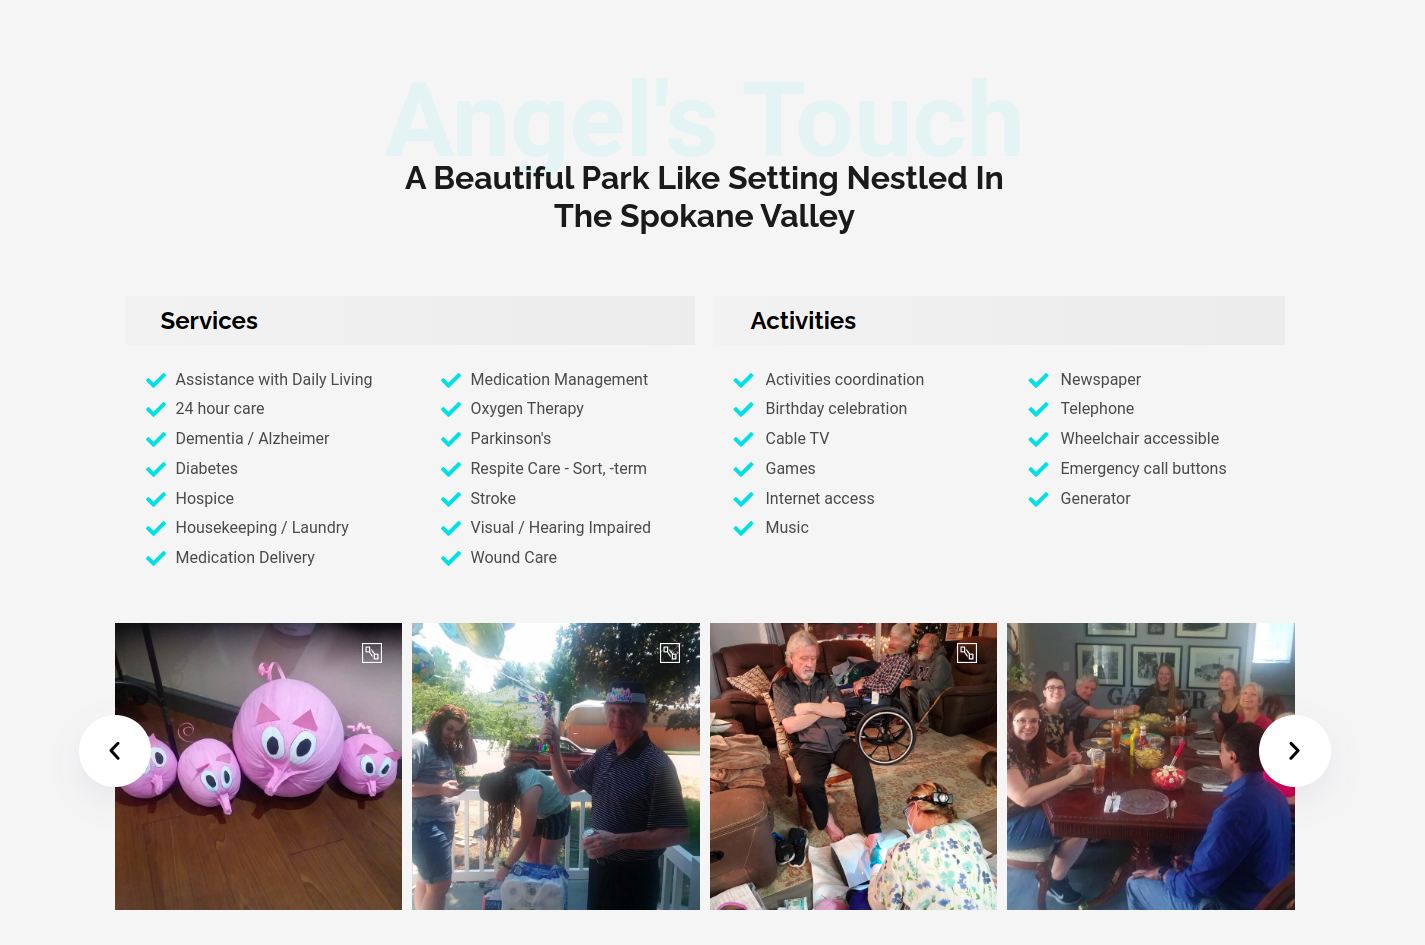 Angel's Touch
A Beautiful Park Like Setting Nestled In
The Spokane Valley
Services
Assistance with Daily Living
24 hour care
Dementia / Alzheimer
Diabetes
Hospice
Housekeeping / Laundry
Medication Delivery
Medication Management
Oxygen Therapy
Parkinson's
Respite Care - Sort, -term
Stroke
Visual / Hearing Impaired
Wound Care
Activities
Activities coordination
Birthday celebration
Cable TV
Games
Internet access
Music
Newspaper
Telephone
Wheelchair accessible
Emergency call buttons
Generator